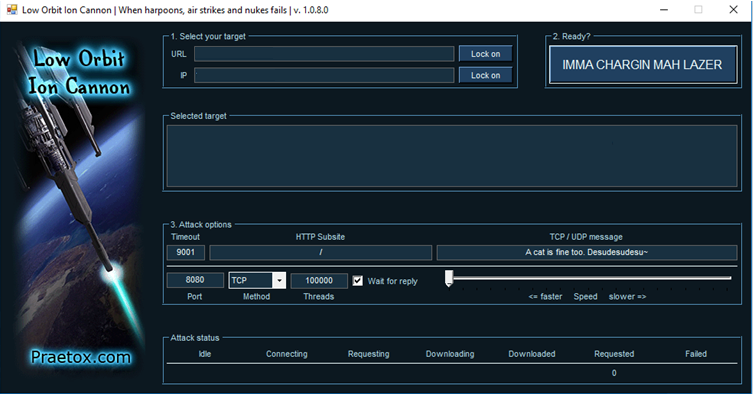 Low Orbit Ion Cannon | When harpoons, air strikes and nukes fails | v. 1.0.8.0
Low Orbit
Ion Cannon
Praetox.com
1. Select your target
URL Lock on
IP Lock on
2. Ready?
IMMA CHARGIN MAH LAZER
Selected target
3. Attack options
Timeout HTTP Subsite TCP / UDP message
9001 / A cat is fine too. Desudesudesu~
8080 TCP 100000 Wait for reply
Port Method Threads <= faster Speed slower =>
Attack status
Idle Connecting Requesting Downloading Downloaded Requested Failed
0